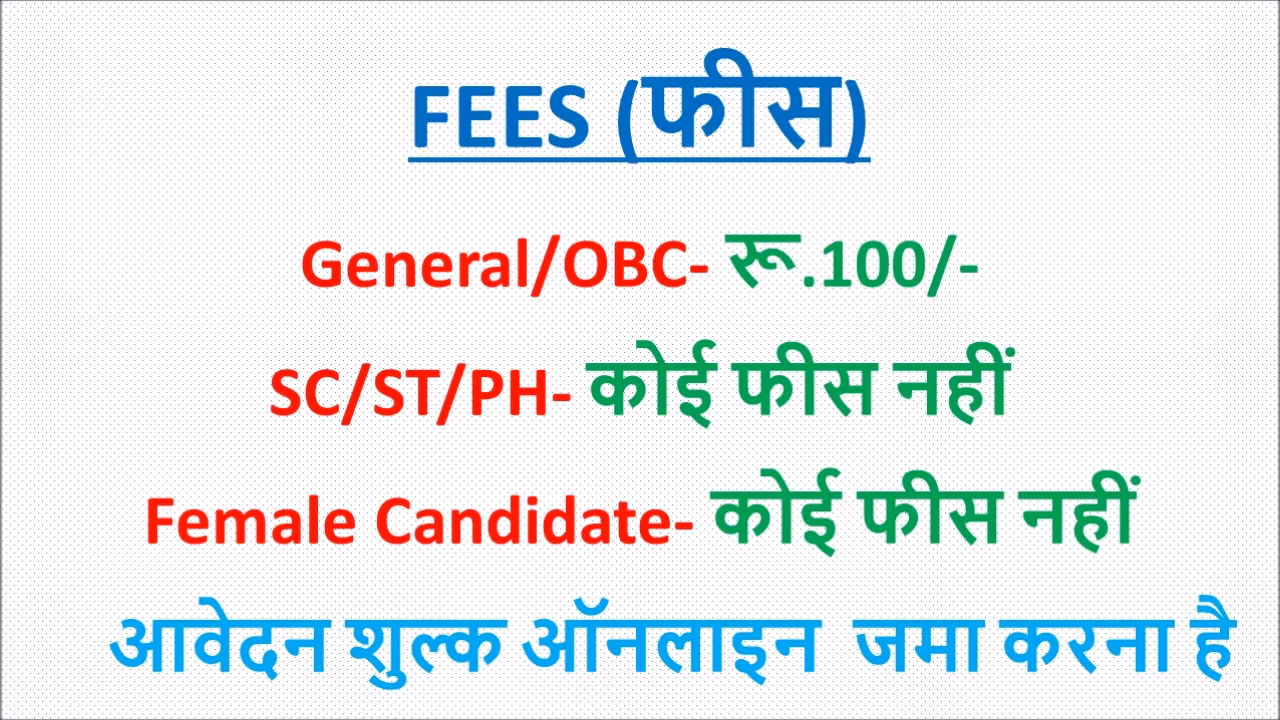 FEES (फीस)
General/OBC- रू.100/-
SC/ST/PH- कोई फीस नहीं
Female Candidate- कोई फीस नहीं
आवेदन शुल्क ऑनलाइन जमा करना है